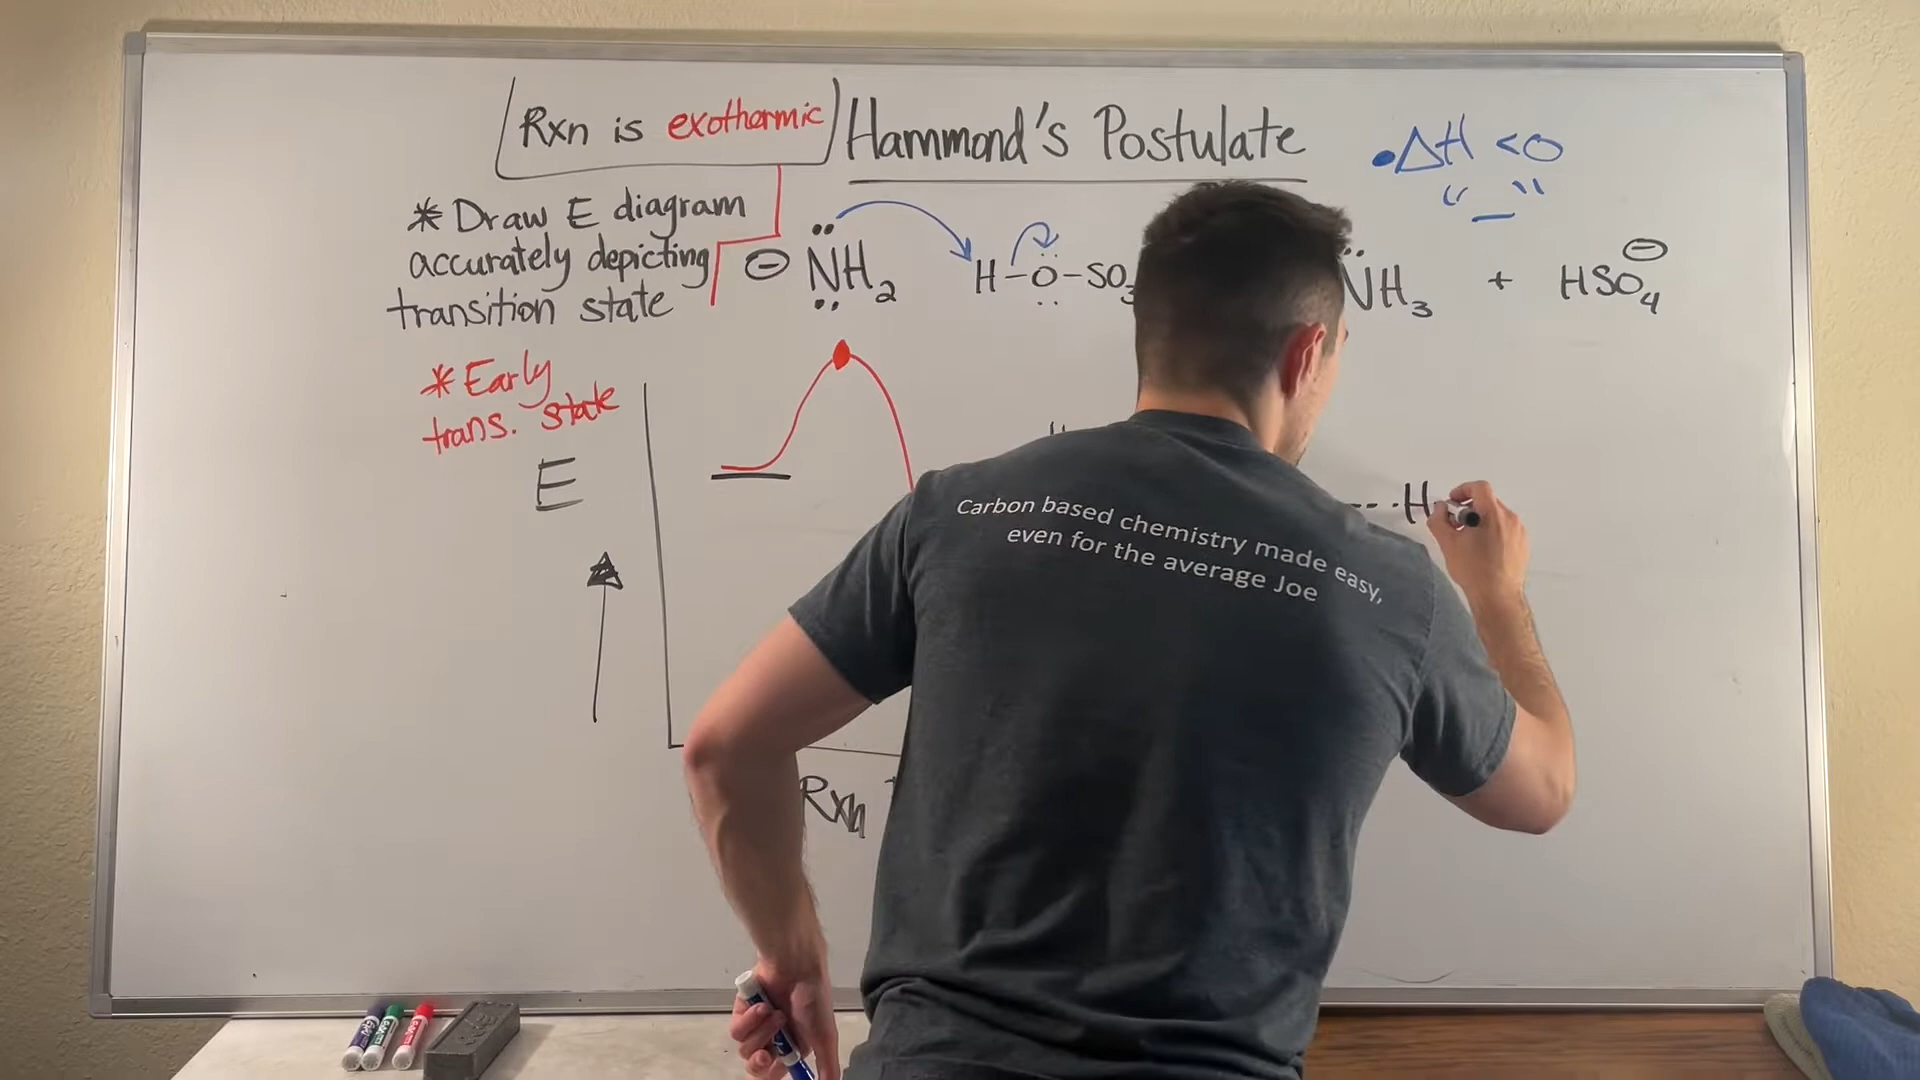 Rxn is exothermic
Hammond's Postulate
•ΔH <0
“ _ ”
* Draw E diagram
accurately depicting
transition state
⊖ NH2
H-O-SO3
NH3 + HSO4 ⊖
* Early
trans. state
E
---H
Rxn
Carbon based chemistry made easy,
even for the average Joe